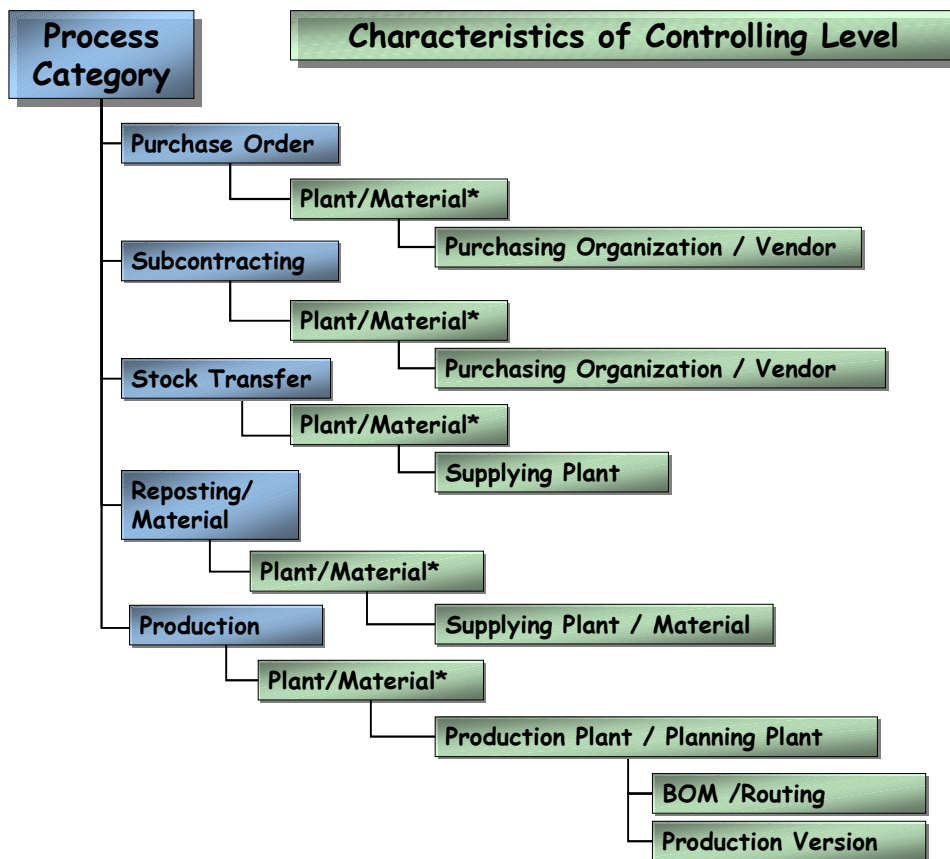 Process
Category
Characteristics of Controlling Level
Purchase Order
Plant/Material*
Purchasing Organization / Vendor
Subcontracting
Plant/Material*
Purchasing Organization / Vendor
Stock Transfer
Plant/Material*
Supplying Plant
Reposting/
Material
Plant/Material*
Supplying Plant / Material
Production
Plant/Material*
Production Plant / Planning Plant
BOM /Routing
Production Version